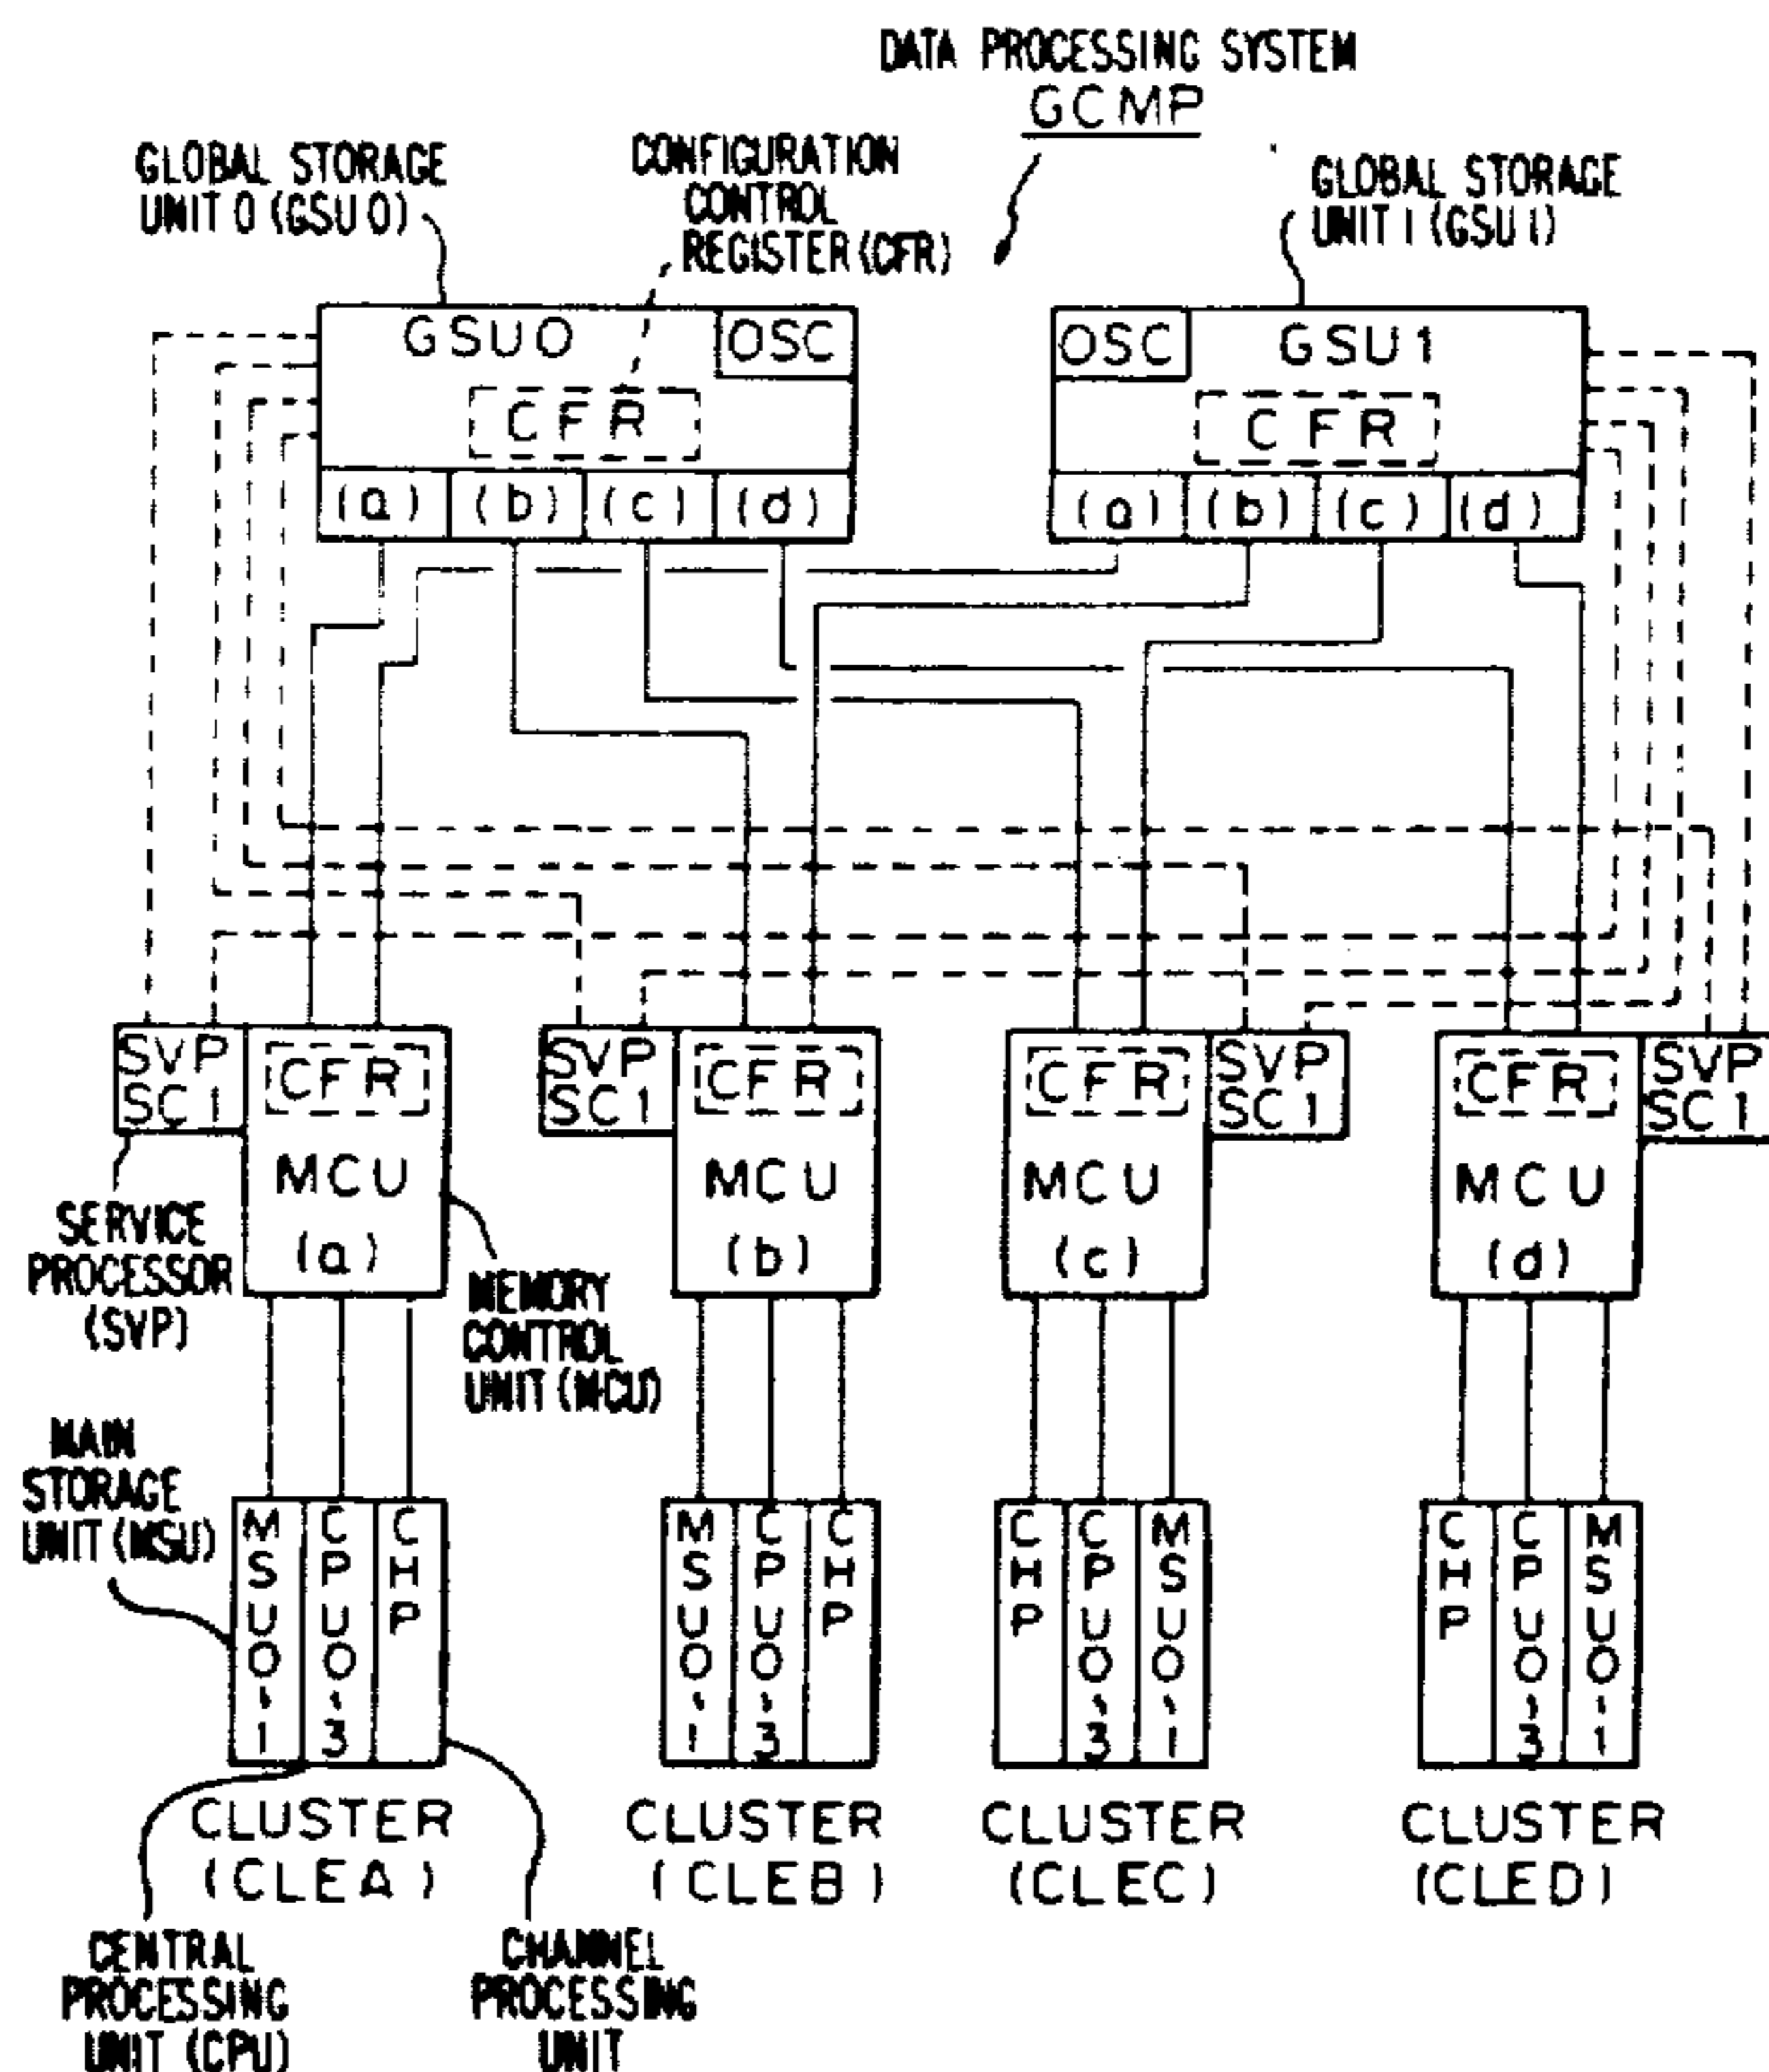 DATA PROCESSING SYSTEM
GCMP
GLOBAL STORAGE
UNIT 0 (GSU 0)
CONFIGURATION
CONTROL
REGISTER (CFR)
GLOBAL STORAGE
UNIT 1 (GSU 1)
GSU0
OSC
CFR
(a) (b) (c) (d)
OSC
GSU1
CFR
(a) (b) (c) (d)
SVP
SC1
CFR
MCU
(a)
SVP
SC1
CFR
MCU
(b)
CFR
MCU
(c)
SVP
SC1
CFR
MCU
(d)
SVP
SC1
SERVICE
PROCESSOR
(SVP)
MEMORY
CONTROL
UNIT (MCU)
MAIN
STORAGE
UNIT (MSU)
MSU0~1
CPU0~3
CHP
MSU0~1
CPU0~3
CHP
CHP
CPU0~3
MSU0~1
CHP
CPU0~3
MSU0~1
CLUSTER
(CLEA)
CLUSTER
(CLEB)
CLUSTER
(CLEC)
CLUSTER
(CLED)
CENTRAL
PROCESSING
UNIT (CPU)
CHANNEL
PROCESSING
UNIT